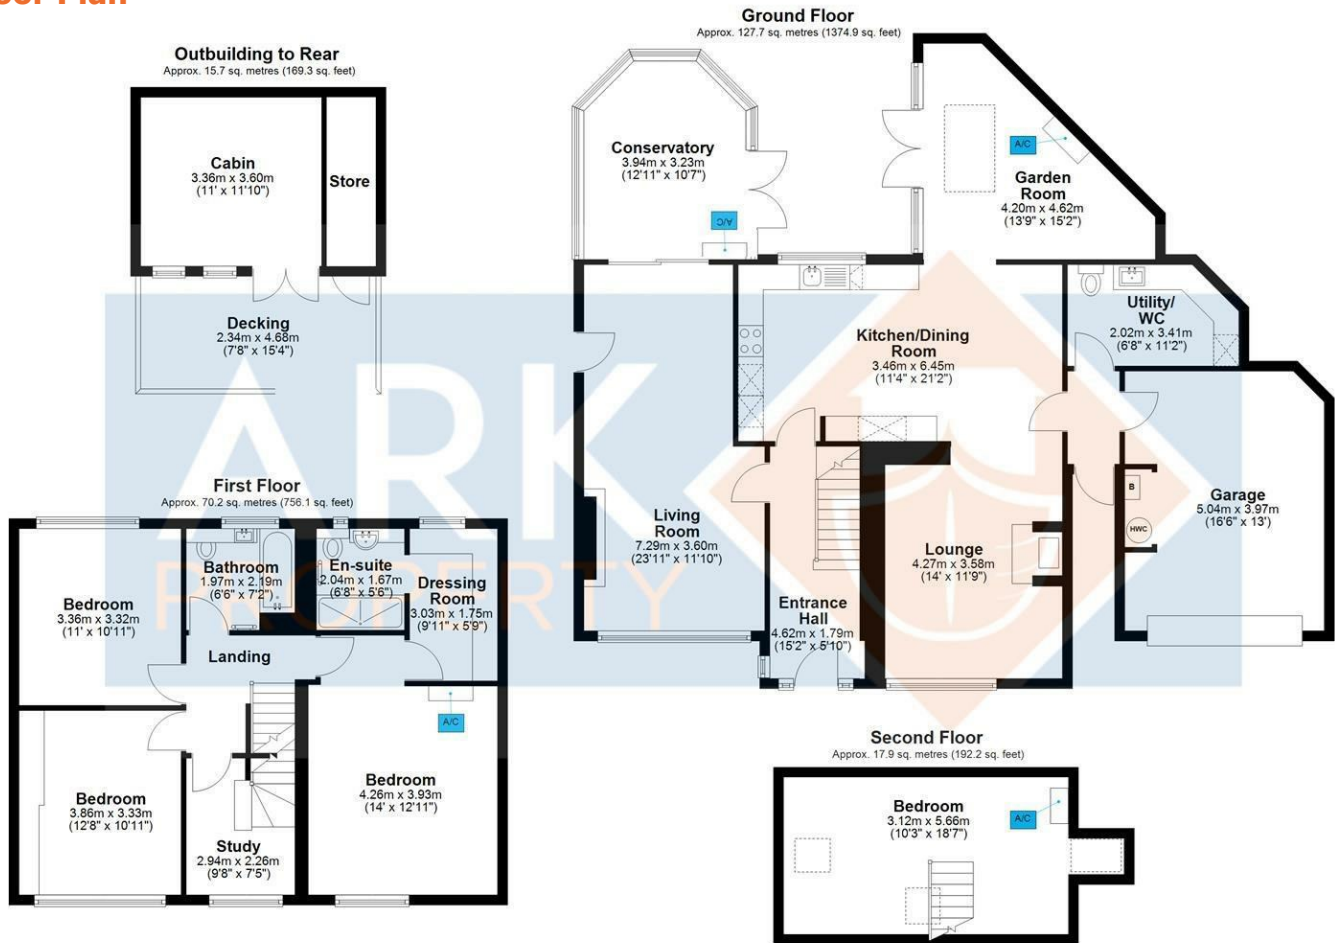 Outbuilding to Rear
Approx. 15.7 sq. metres (169.3 sq. feet)
Cabin
3.36m x 3.60m
(11' x 11'10")
Store
Decking
2.34m x 4.68m
(7'8" x 15'4")
Ground Floor
Approx. 127.7 sq. metres (1374.9 sq. feet)
Conservatory
3.94m x 3.23m
(12'11" x 10'7")
A/C
A/C
Garden
Room
4.20m x 4.62m
(13'9" x 15'2")
Utility/
WC
2.02m x 3.41m
(6'8" x 11'2")
Kitchen/Dining
Room
3.46m x 6.45m
(11'4" x 21'2")
Living
Room
7.29m x 3.60m
(23'11" x 11'10")
Entrance
Hall
4.62m x 1.79m
(15'2" x 5'10")
Lounge
4.27m x 3.58m
(14' x 11'9")
B
HWC
Garage
5.04m x 3.97m
(16'6" x 13')
First Floor
Approx. 70.2 sq. metres (756.1 sq. feet)
Bedroom
3.36m x 3.32m
(11' x 10'11")
Bathroom
1.97m x 2.19m
(6'6" x 7'2")
En-suite
2.04m x 1.67m
(6'8" x 5'6")
Dressing
Room
3.03m x 1.75m
(9'11" x 5'9")
Landing
A/C
Bedroom
3.86m x 3.33m
(12'8" x 10'11")
Study
2.94m x 2.26m
(9'8" x 7'5")
Bedroom
4.26m x 3.93m
(14' x 12'11")
Second Floor
Approx. 17.9 sq. metres (192.2 sq. feet)
Bedroom
3.12m x 5.66m
(10'3" x 18'7")
A/C
ARK
PROPERTY